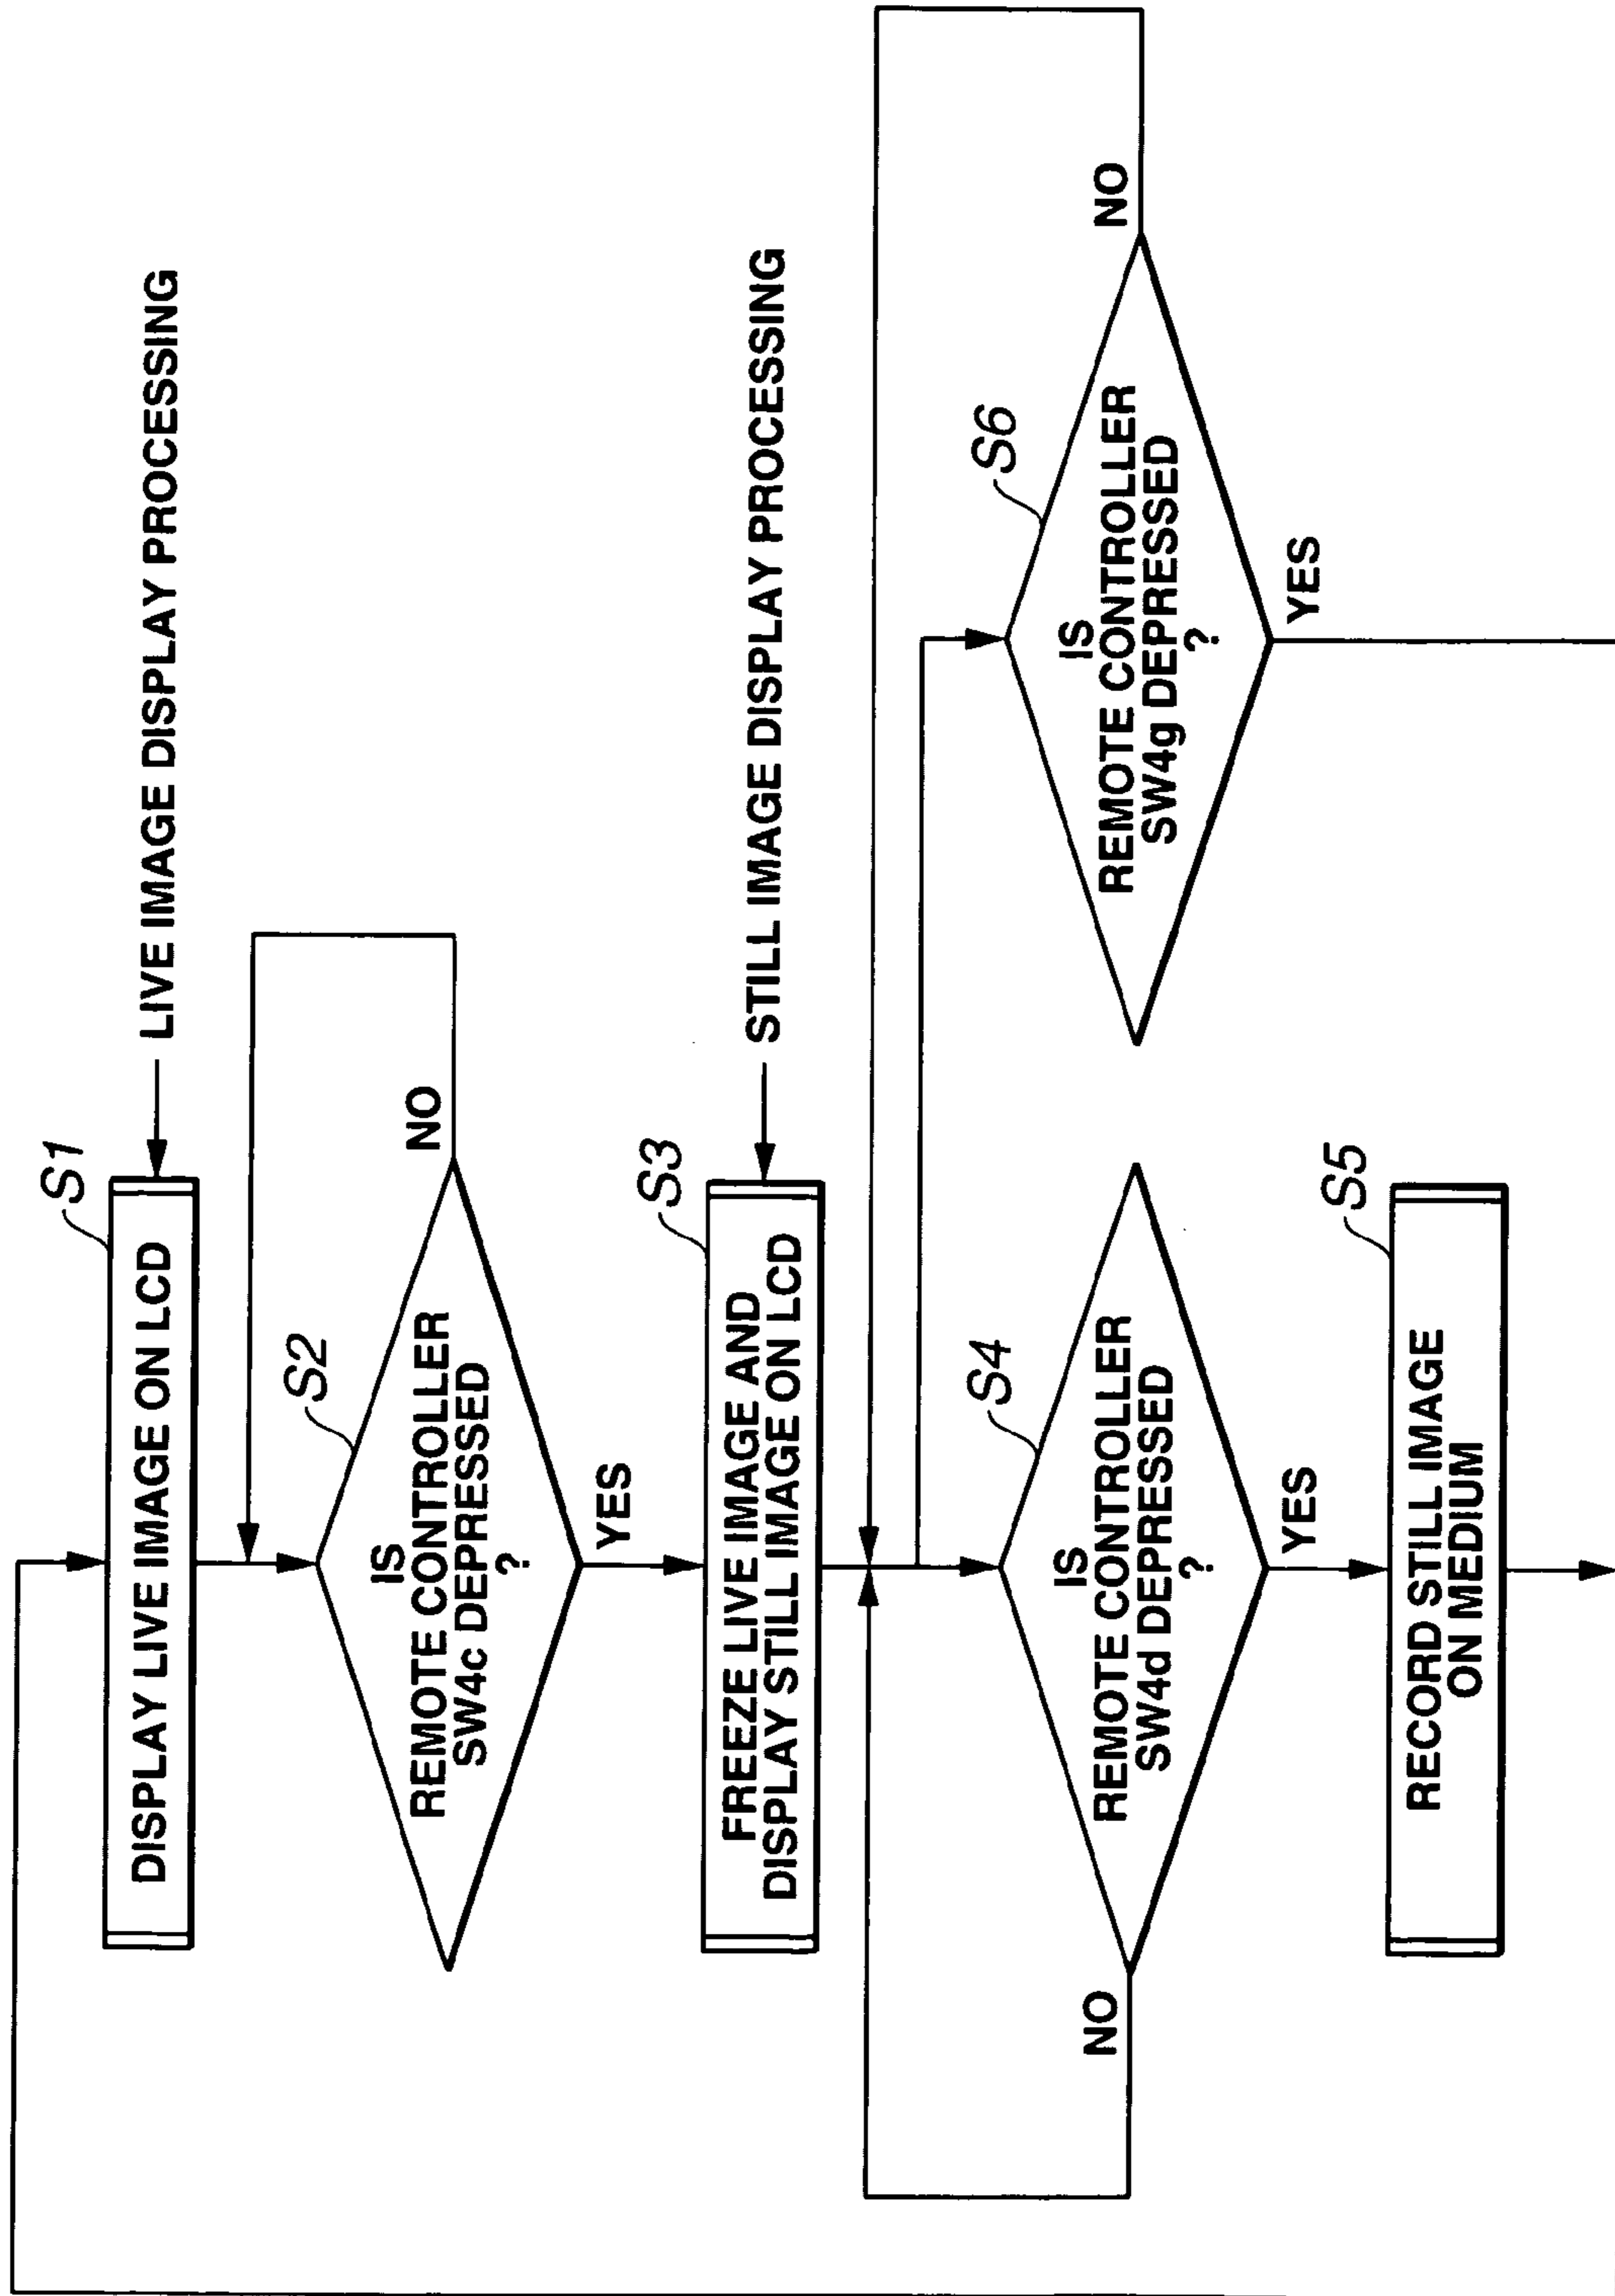 S1
DISPLAY LIVE IMAGE ON LCD
LIVE IMAGE DISPLAY PROCESSING
S2
IS
REMOTE CONTROLLER
SW4c DEPRESSED
?
NO
YES
S3
FREEZE LIVE IMAGE AND
DISPLAY STILL IMAGE ON LCD
STILL IMAGE DISPLAY PROCESSING
S4
IS
REMOTE CONTROLLER
SW4d DEPRESSED
?
NO
YES
S6
IS
REMOTE CONTROLLER
SW4g DEPRESSED
?
NO
YES
S5
RECORD STILL IMAGE
ON MEDIUM